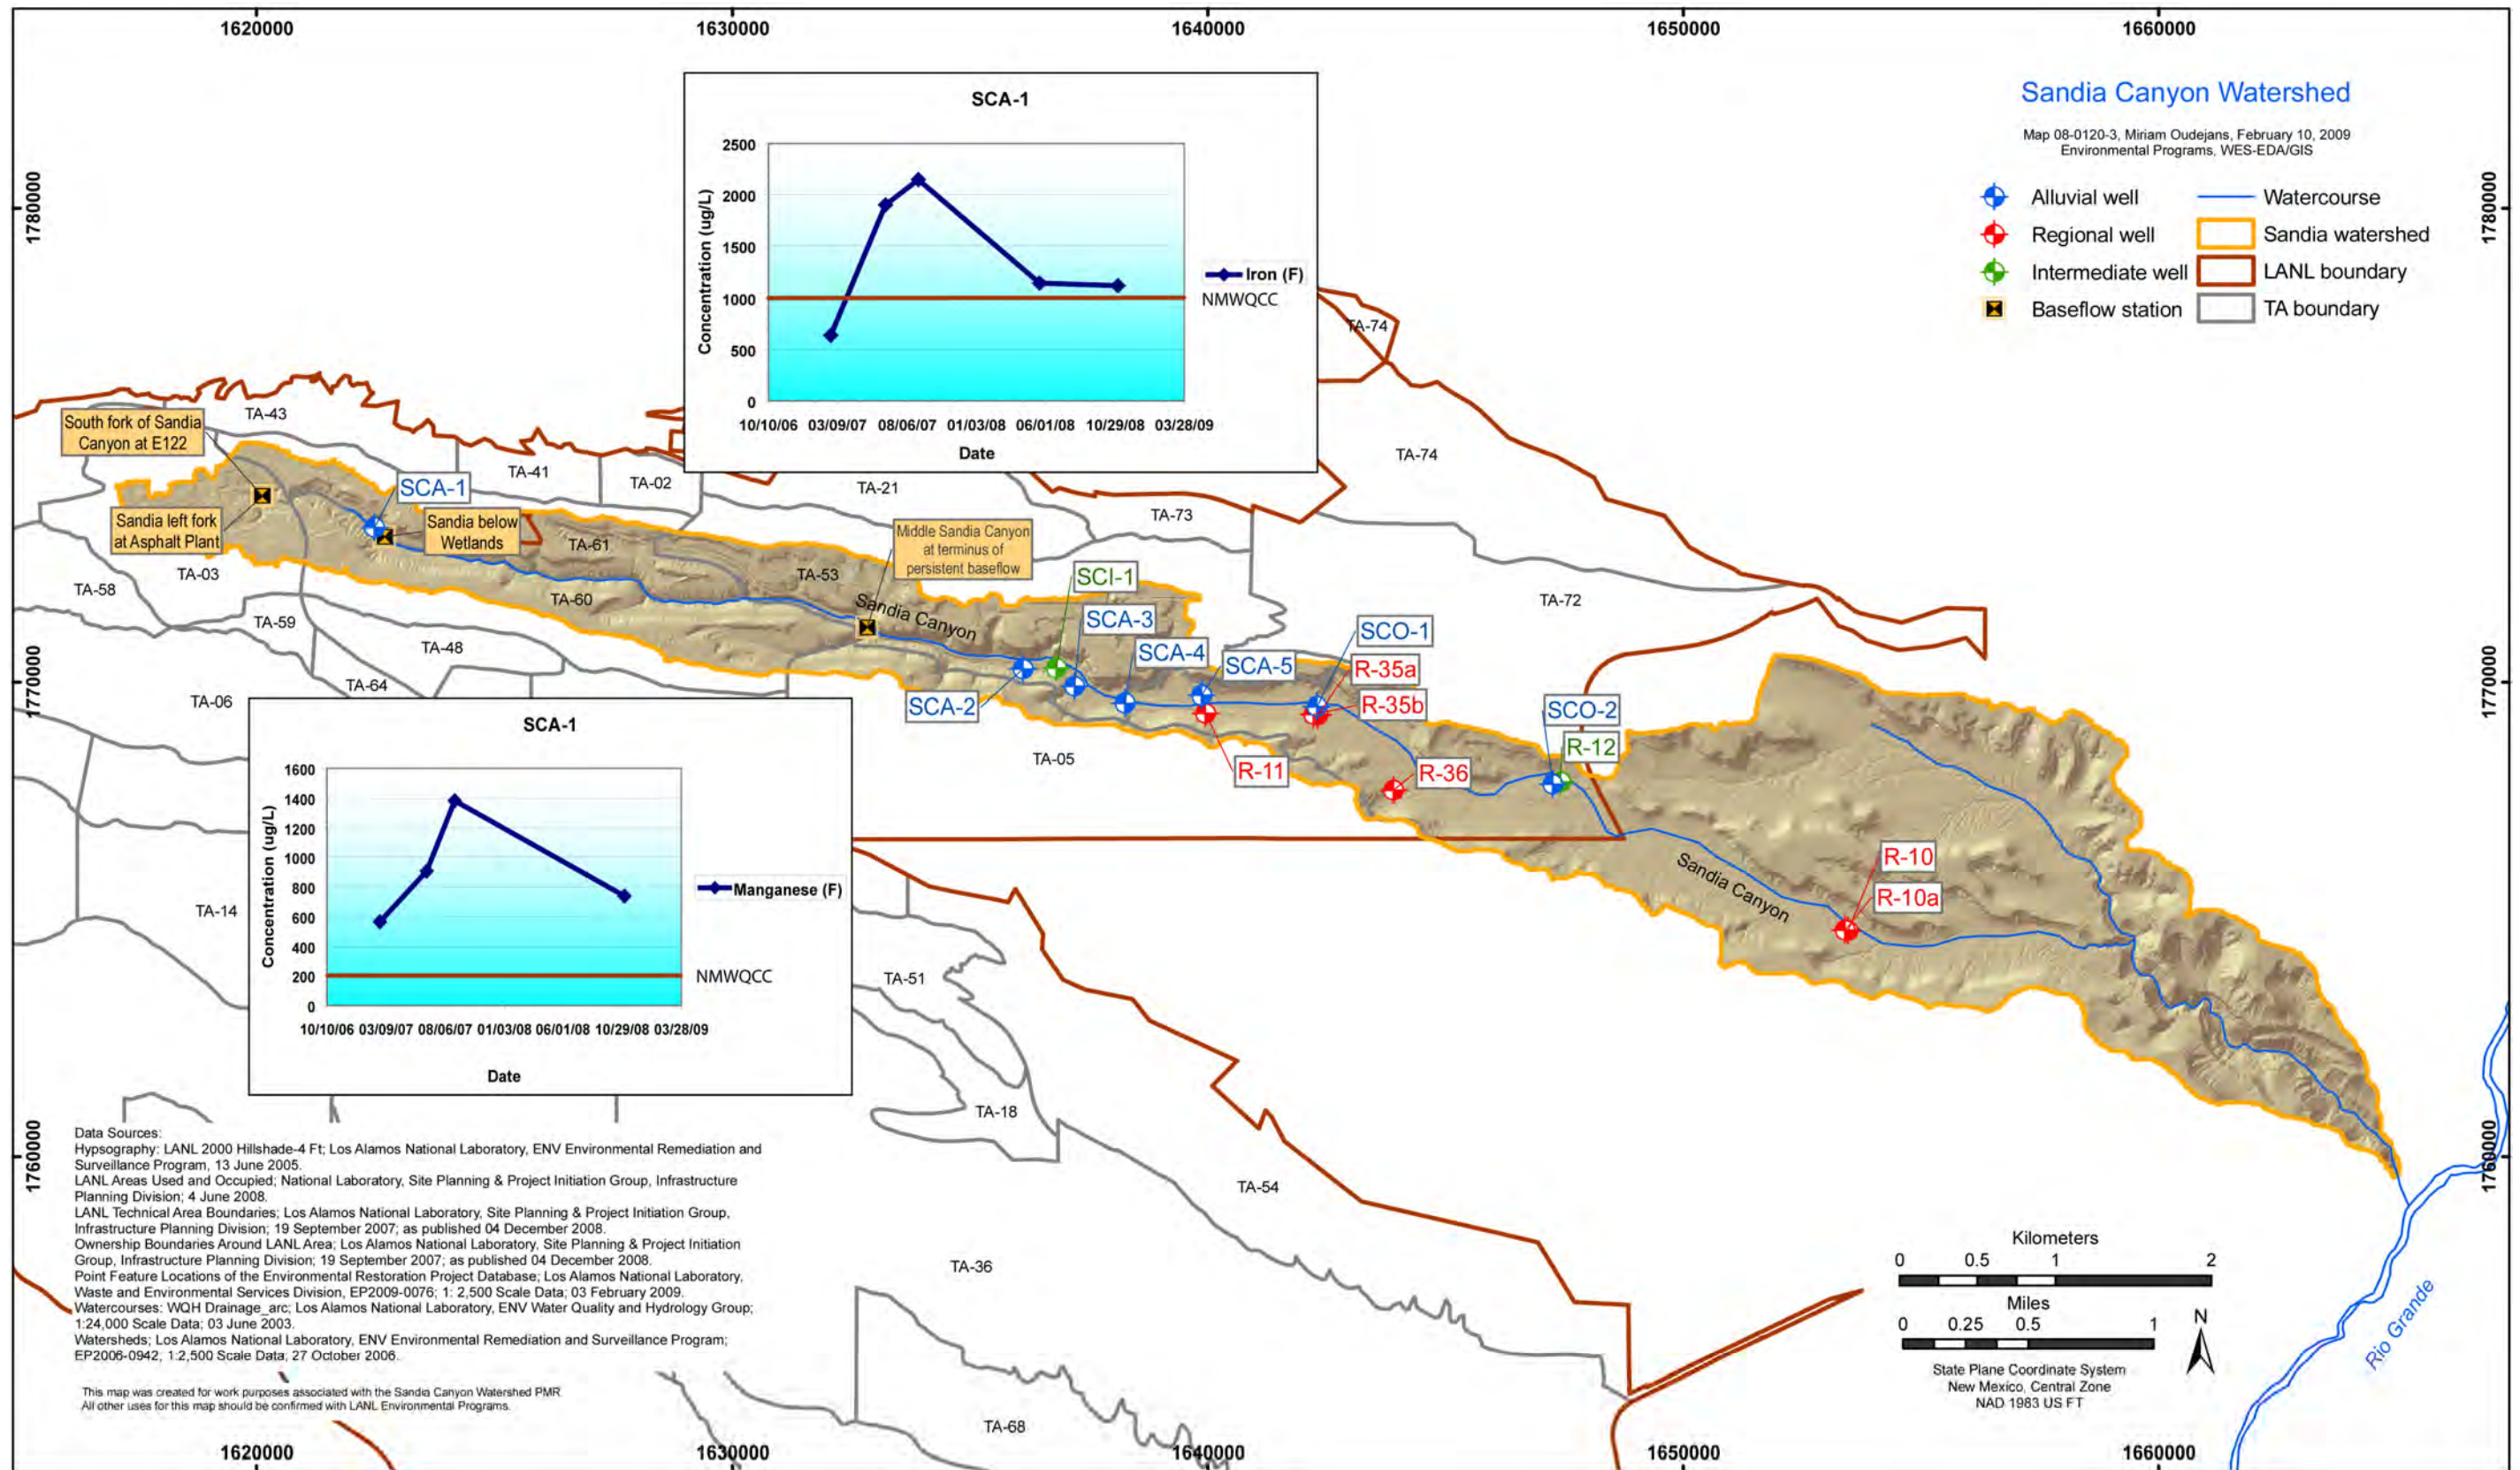 1620000 1630000 1640000 1650000 1660000
Sandia Canyon Watershed
Map 08-0120-3, Miriam Oudejans, February 10, 2009
Environmental Programs, WES-EDA/GIS
Alluvial well
Regional well
Intermediate well
Baseflow station
Watercourse
Sandia watershed
LANL boundary
TA boundary
SCA-1
Concentration (ug/L)
2500
2000
1500
1000
500
0
10/10/06 03/09/07 08/06/07 01/03/08 06/01/08 10/29/08 03/28/09
Date
Iron (F)
NMWQCC
1780000
1780000
TA-74
TA-43
South fork of Sandia
Canyon at E122
TA-41
TA-02
TA-21
TA-74
TA-73
SCA-1
Sandia left fork
at Asphalt Plant
Sandia below
Wetlands
Middle Sandia Canyon
at terminus of
persistent baseflow
TA-61
TA-53
TA-03
TA-58
TA-60
TA-59
TA-48
TA-64
TA-06
TA-72
Sandia Canyon
SCI-1
SCA-3
SCA-4
SCA-5
SCO-1
R-35a
R-35b
SCA-2
SCO-2
R-12
R-11
R-36
TA-05
1770000
1770000
SCA-1
Concentration (ug/L)
1600
1400
1200
1000
800
600
400
200
0
10/10/06 03/09/07 08/06/07 01/03/08 06/01/08 10/29/08 03/28/09
Date
Manganese (F)
NMWQCC
Sandia Canyon
R-10
R-10a
TA-14
TA-51
TA-18
TA-54
TA-36
TA-68
1760000
1760000
Data Sources:
Hypsography: LANL 2000 Hillshade-4 Ft; Los Alamos National Laboratory, ENV Environmental Remediation and
Surveillance Program, 13 June 2005.
LANL Areas Used and Occupied; National Laboratory, Site Planning & Project Initiation Group, Infrastructure
Planning Division; 4 June 2008.
LANL Technical Area Boundaries; Los Alamos National Laboratory, Site Planning & Project Initiation Group,
Infrastructure Planning Division; 19 September 2007; as published 04 December 2008.
Ownership Boundaries Around LANL Area; Los Alamos National Laboratory, Site Planning & Project Initiation
Group, Infrastructure Planning Division; 19 September 2007; as published 04 December 2008.
Point Feature Locations of the Environmental Restoration Project Database; Los Alamos National Laboratory,
Waste and Environmental Services Division, EP2009-0076; 1: 2,500 Scale Data; 03 February 2009.
Watercourses: WQH Drainage_arc; Los Alamos National Laboratory, ENV Water Quality and Hydrology Group;
1:24,000 Scale Data; 03 June 2003.
Watersheds; Los Alamos National Laboratory, ENV Environmental Remediation and Surveillance Program;
EP2006-0942; 1:2,500 Scale Data; 27 October 2006.
This map was created for work purposes associated with the Sandia Canyon Watershed PMR
All other uses for this map should be confirmed with LANL Environmental Programs.
Kilometers
0 0.5 1 2
Miles
0 0.25 0.5 1
N
State Plane Coordinate System
New Mexico, Central Zone
NAD 1983 US FT
Rio Grande
1620000 1630000 1640000 1650000 1660000